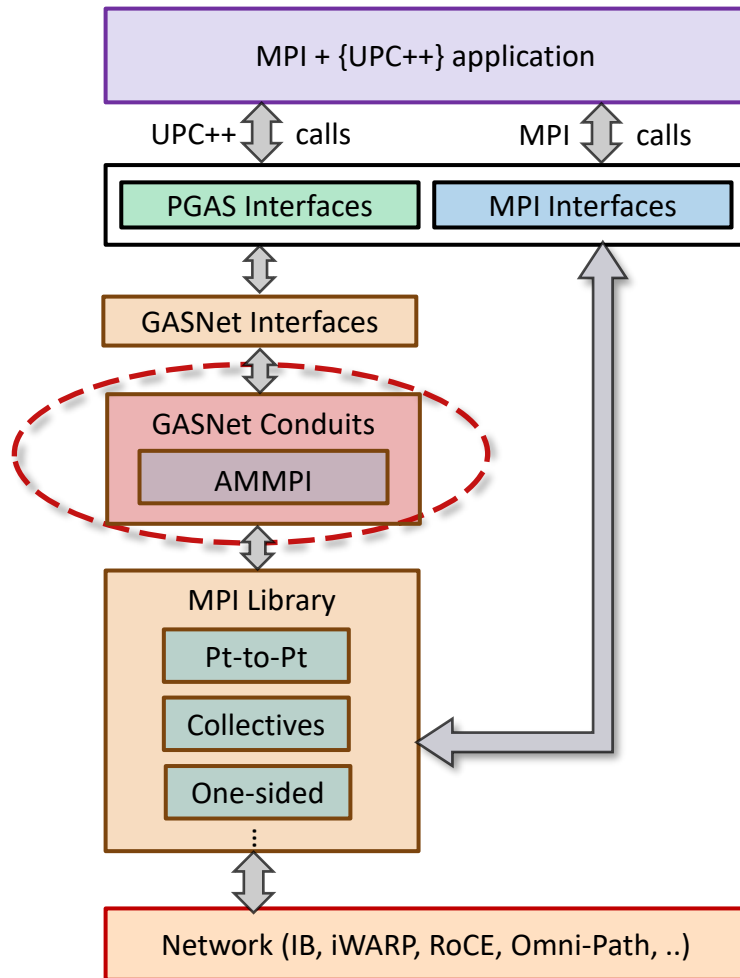 MPI + {UPC++} application
UPC++ calls
MPI calls
PGAS Interfaces
MPI Interfaces
GASNet Interfaces
GASNet Conduits
AMMPI
MPI Library
Pt-to-Pt
Collectives
One-sided
....
Network (IB, iWARP, RoCE, Omni-Path, ..)